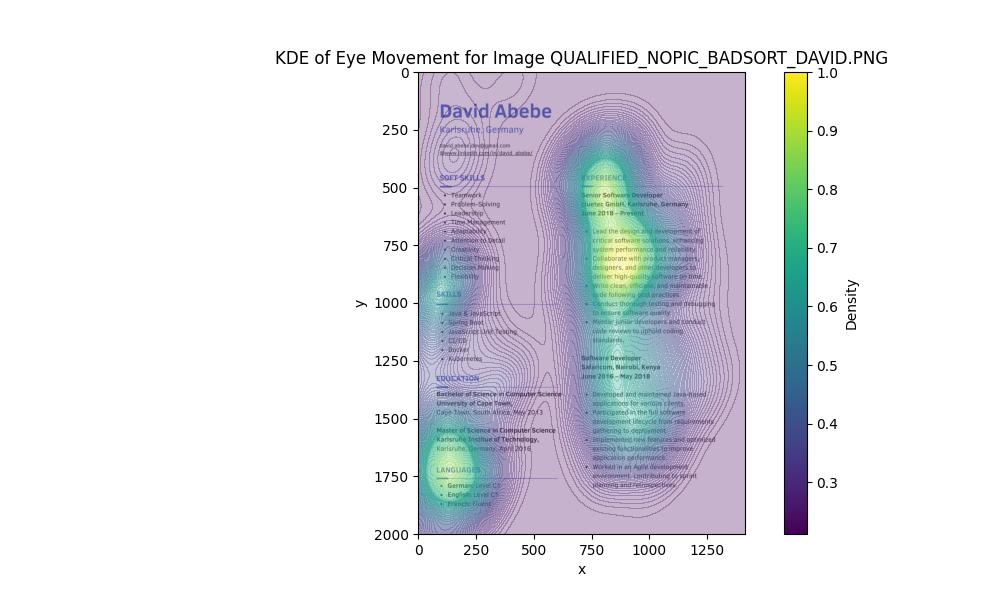 KDE of Eye Movement for Image QUALIFIED_NOPIC_BADSORT_DAVID.PNG
0
250
500
750
1000
1250
1500
1750
2000
y
0
250
500
750
1000
1250
x
1.0
0.9
0.8
0.7
0.6
0.5
0.4
0.3
Density
David Abebe
Karlsruhe, Germany
SOFT SKILLS
• Teamwork
• Problem-Solving
• Leadership
• Time Management
• Adaptability
• Attention to Detail
• Creativity
• Critical Thinking
• Decision Making
• Flexibility
SKILLS
• Java & JavaScript
• Spring Boot
• JavaScript Unit Testing
• CI/CD
• Docker
• Kubernetes
EDUCATION
Bachelor of Science in Computer Science
University of Cape Town,
Cape Town, South Africa, May 2013
Master of Science in Computer Science
Karlsruhe Institue of Technology,
Karlsruhe, Germany, April 2016
LANGUAGES
• German: Level C1
• English: Level C2
• French: Fluent
EXPERIENCE
Senior Software Developer
GmbH, Karlsruhe, Germany
June 2018 – Present
• Lead the design and development of
critical software solutions, enhancing
system performance and reliability.
• Collaborate with product managers,
designers, and other developers to
deliver high-quality software on time.
• Write clean, efficient, and maintainable
code following best practices.
• Conduct thorough testing and debugging
to ensure software quality.
• Mentor junior developers and conduct
code reviews to uphold coding
standards.
Software Developer
Safaricom, Nairobi, Kenya
June 2016 – May 2018
• Developed and maintained Java-based
applications for various clients.
• Participated in the full software
development lifecycle from requirements
gathering to deployment.
• Implemented new features and optimized
existing functionalities to improve
application performance.
• Worked in an Agile development
environment, contributing to sprint
planning and retrospectives.